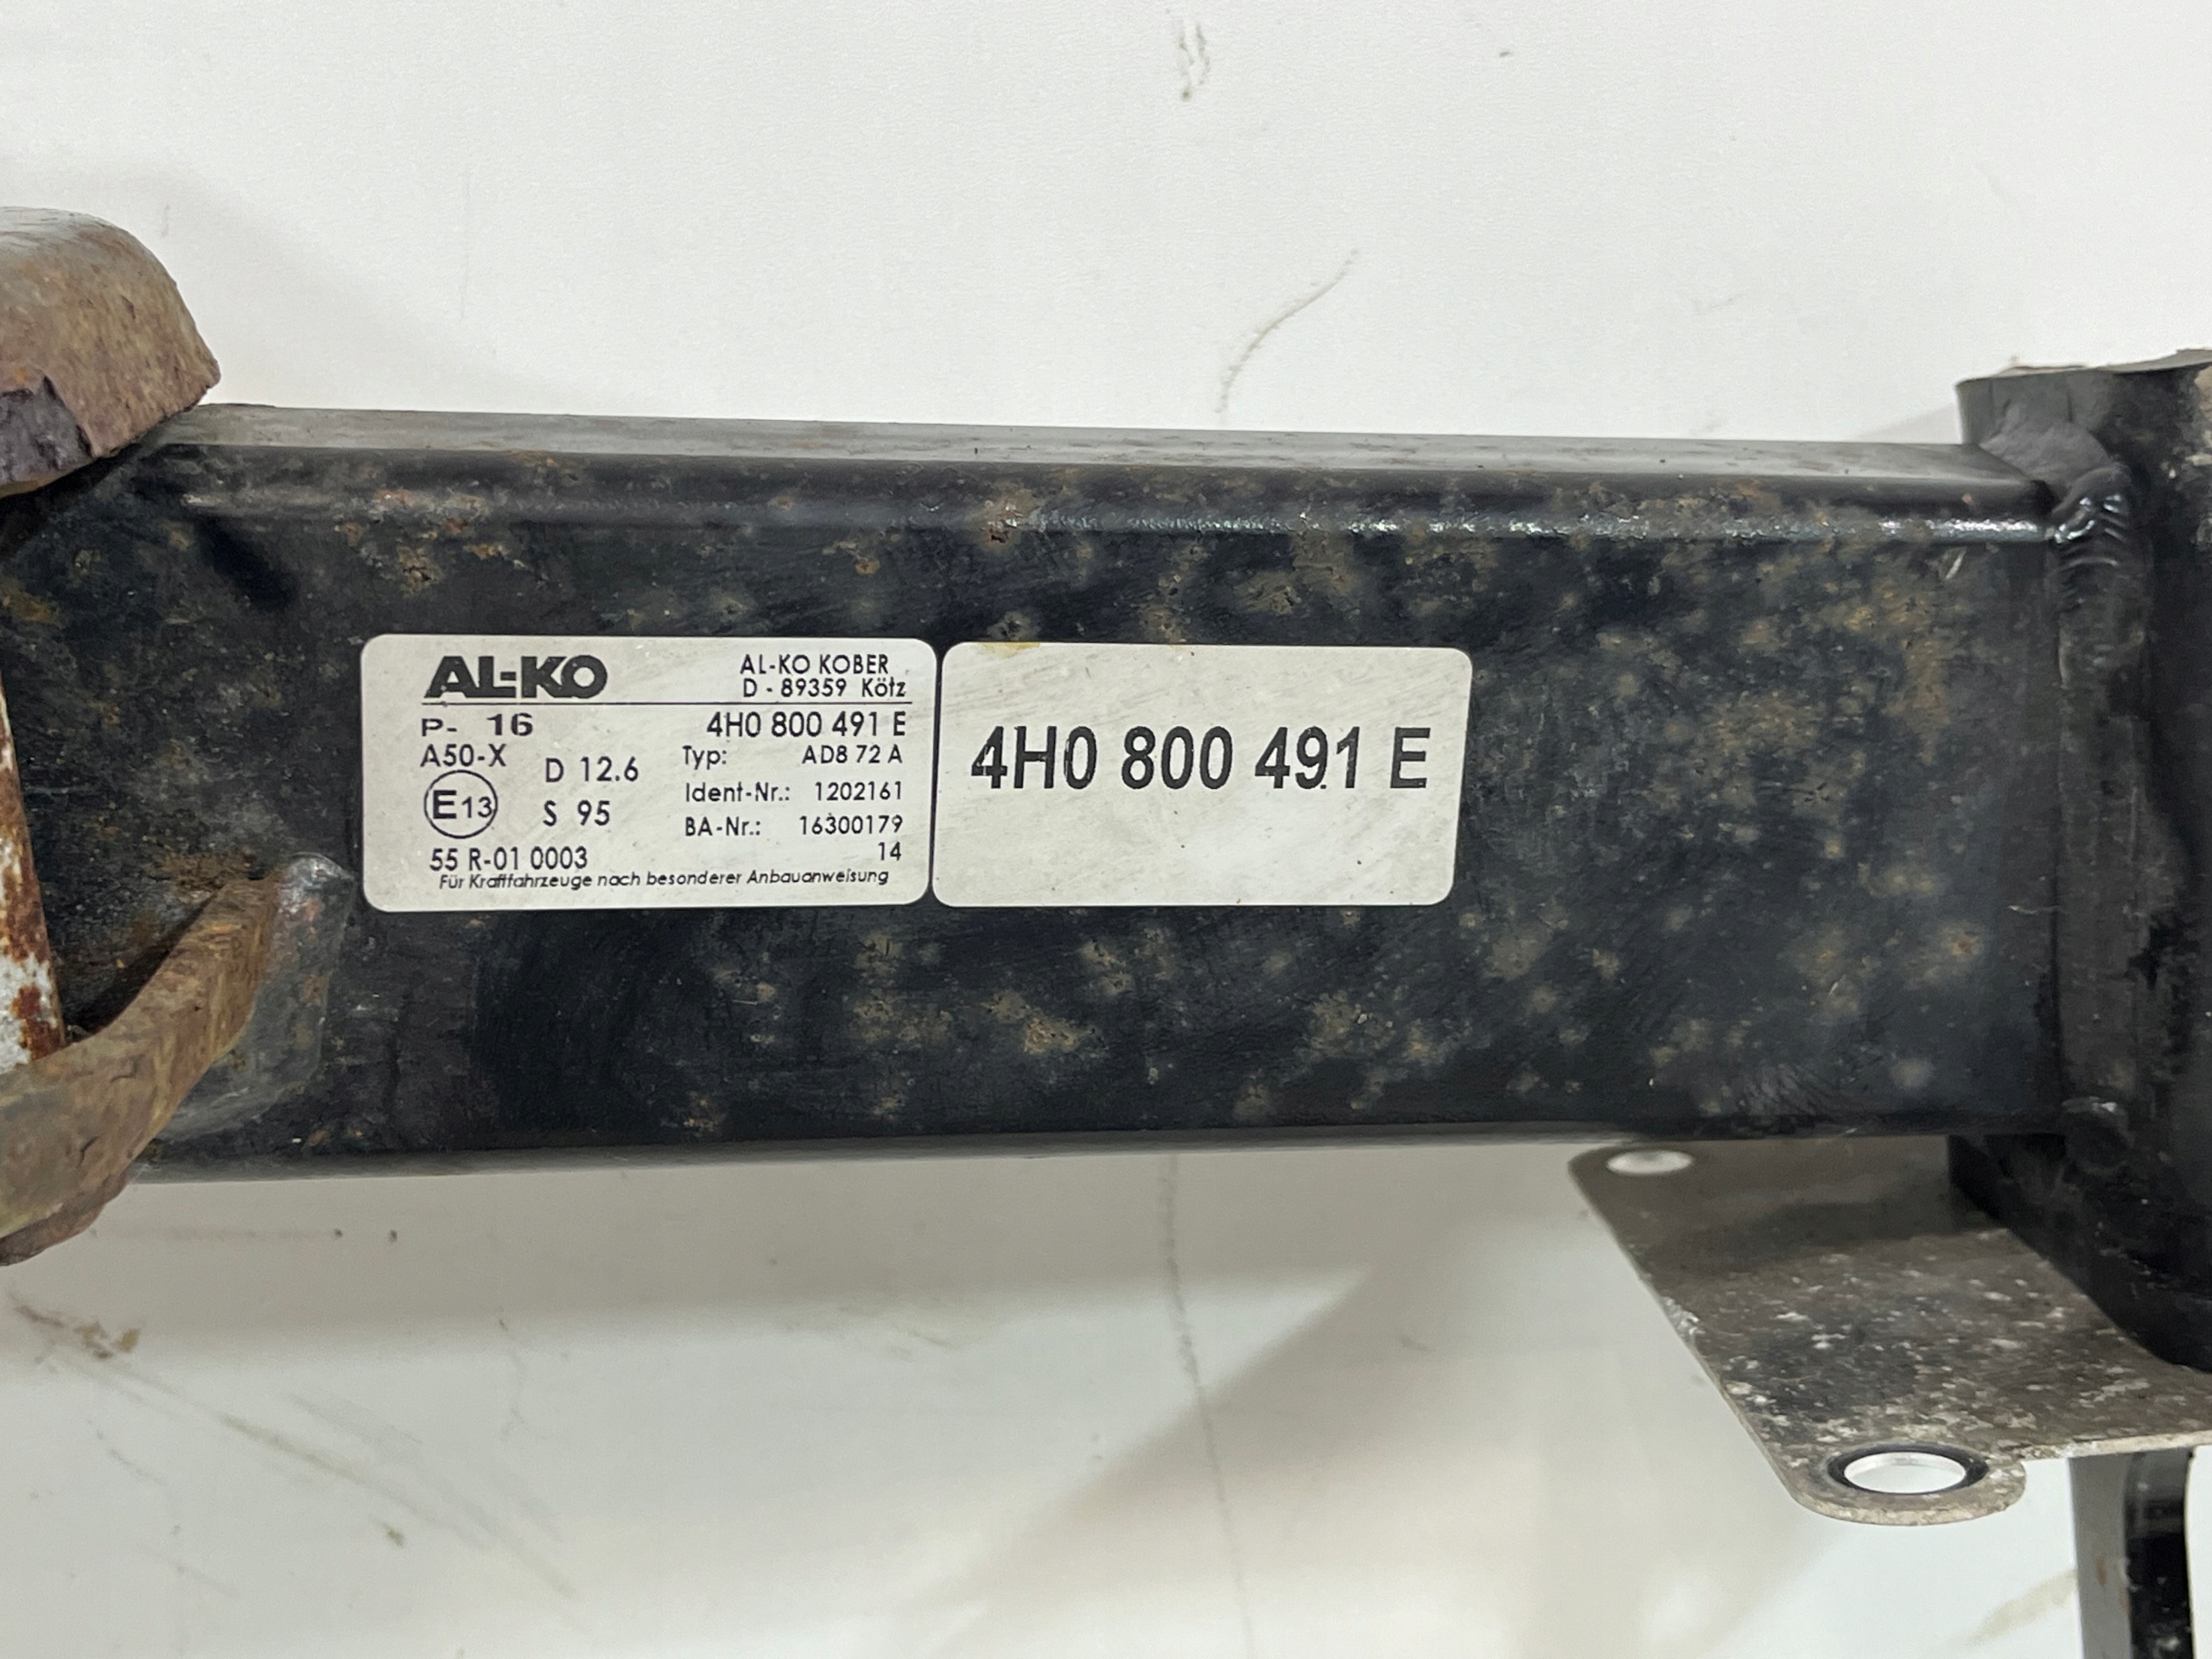 AL-KO
AL-KO KOBER
D - 89359 Kötz
P- 16
4H0 800 491 E
A50-X
D 12.6
Typ: AD8 72 A
E13
S 95
Ident-Nr.: 1202161
BA-Nr.: 16300179
14
55 R-01 0003
Für Kraftfahrzeuge nach besonderer Anbauanweisung
4H0 800 491 E